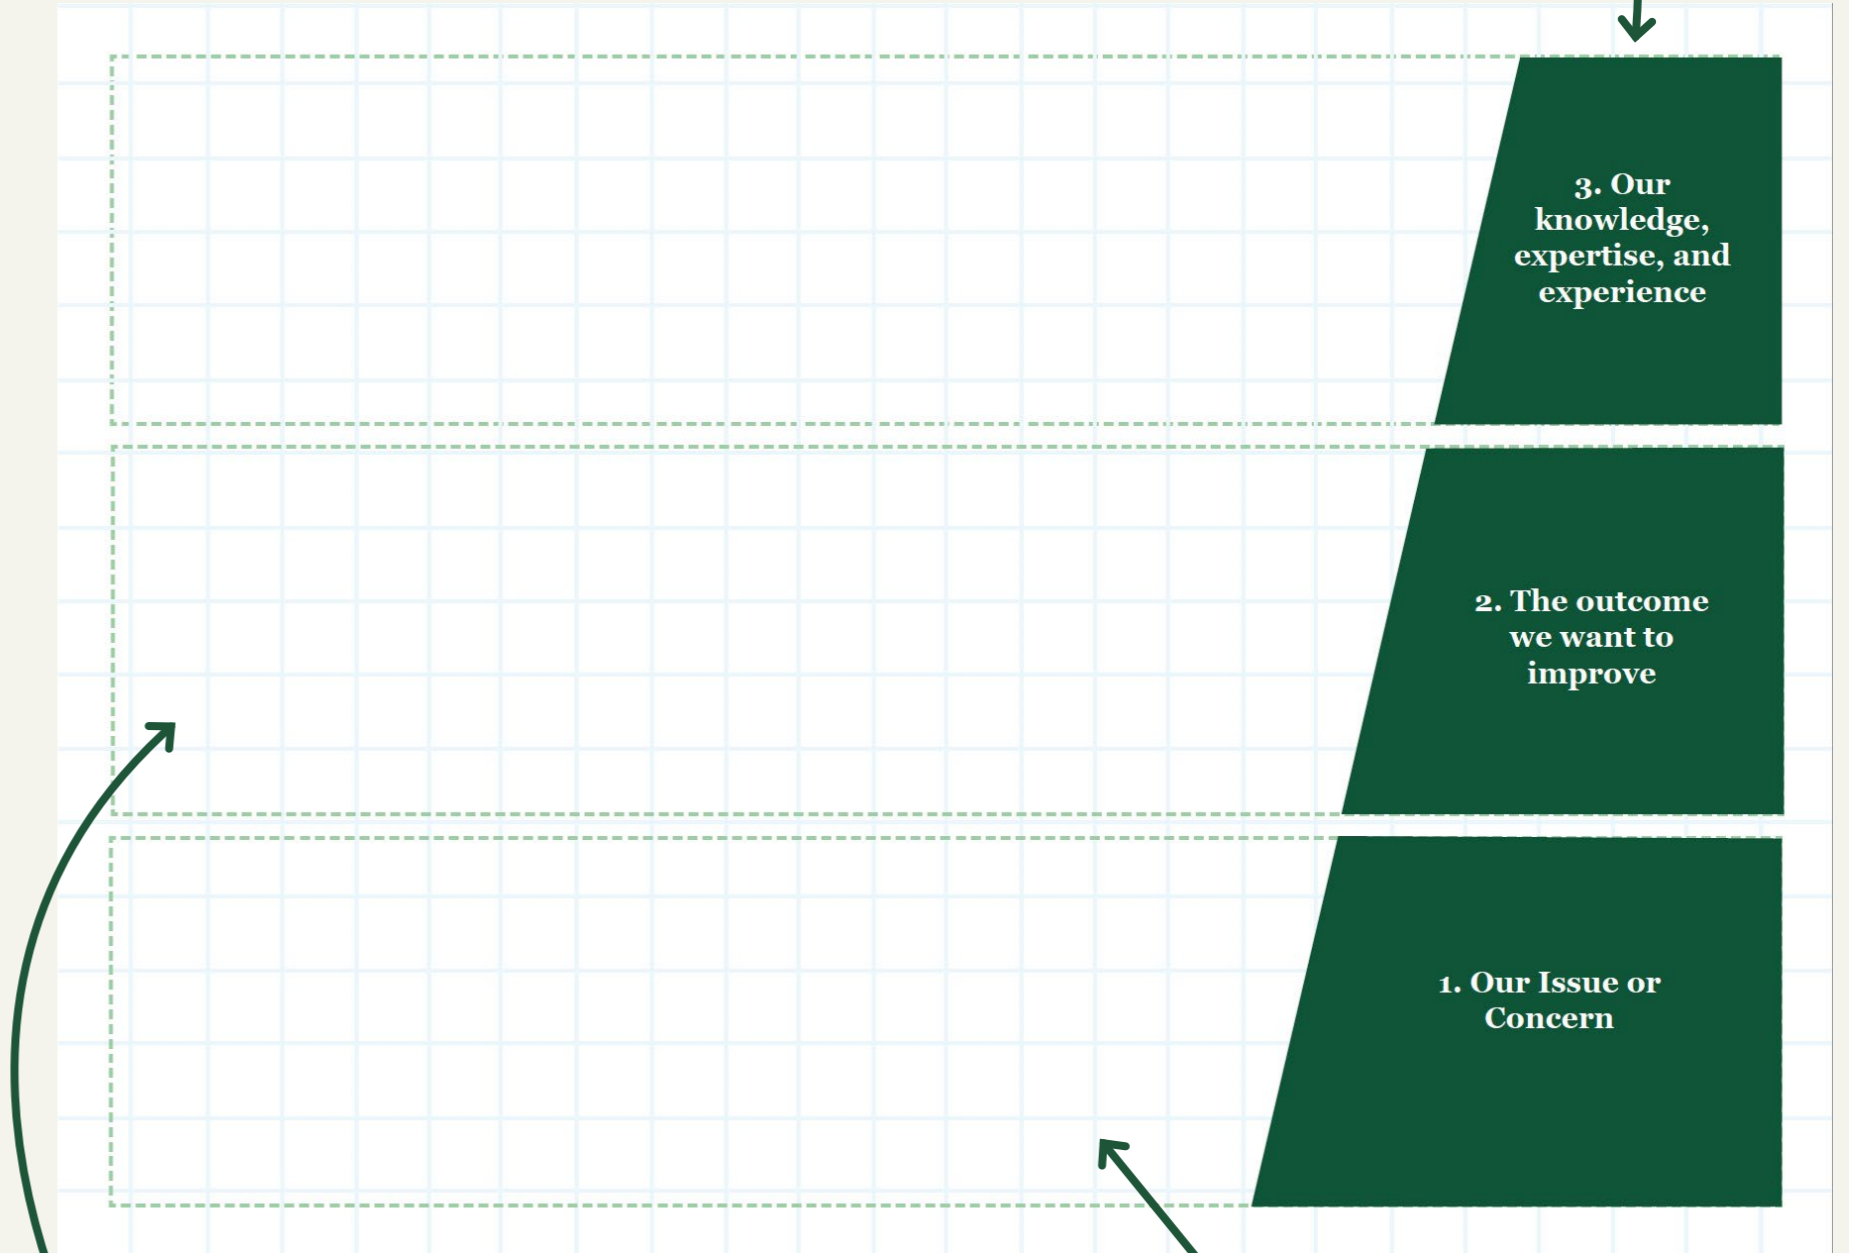 3. Our
knowledge,
expertise, and
experience
2. The outcome
we want to
improve
1. Our Issue or
Concern